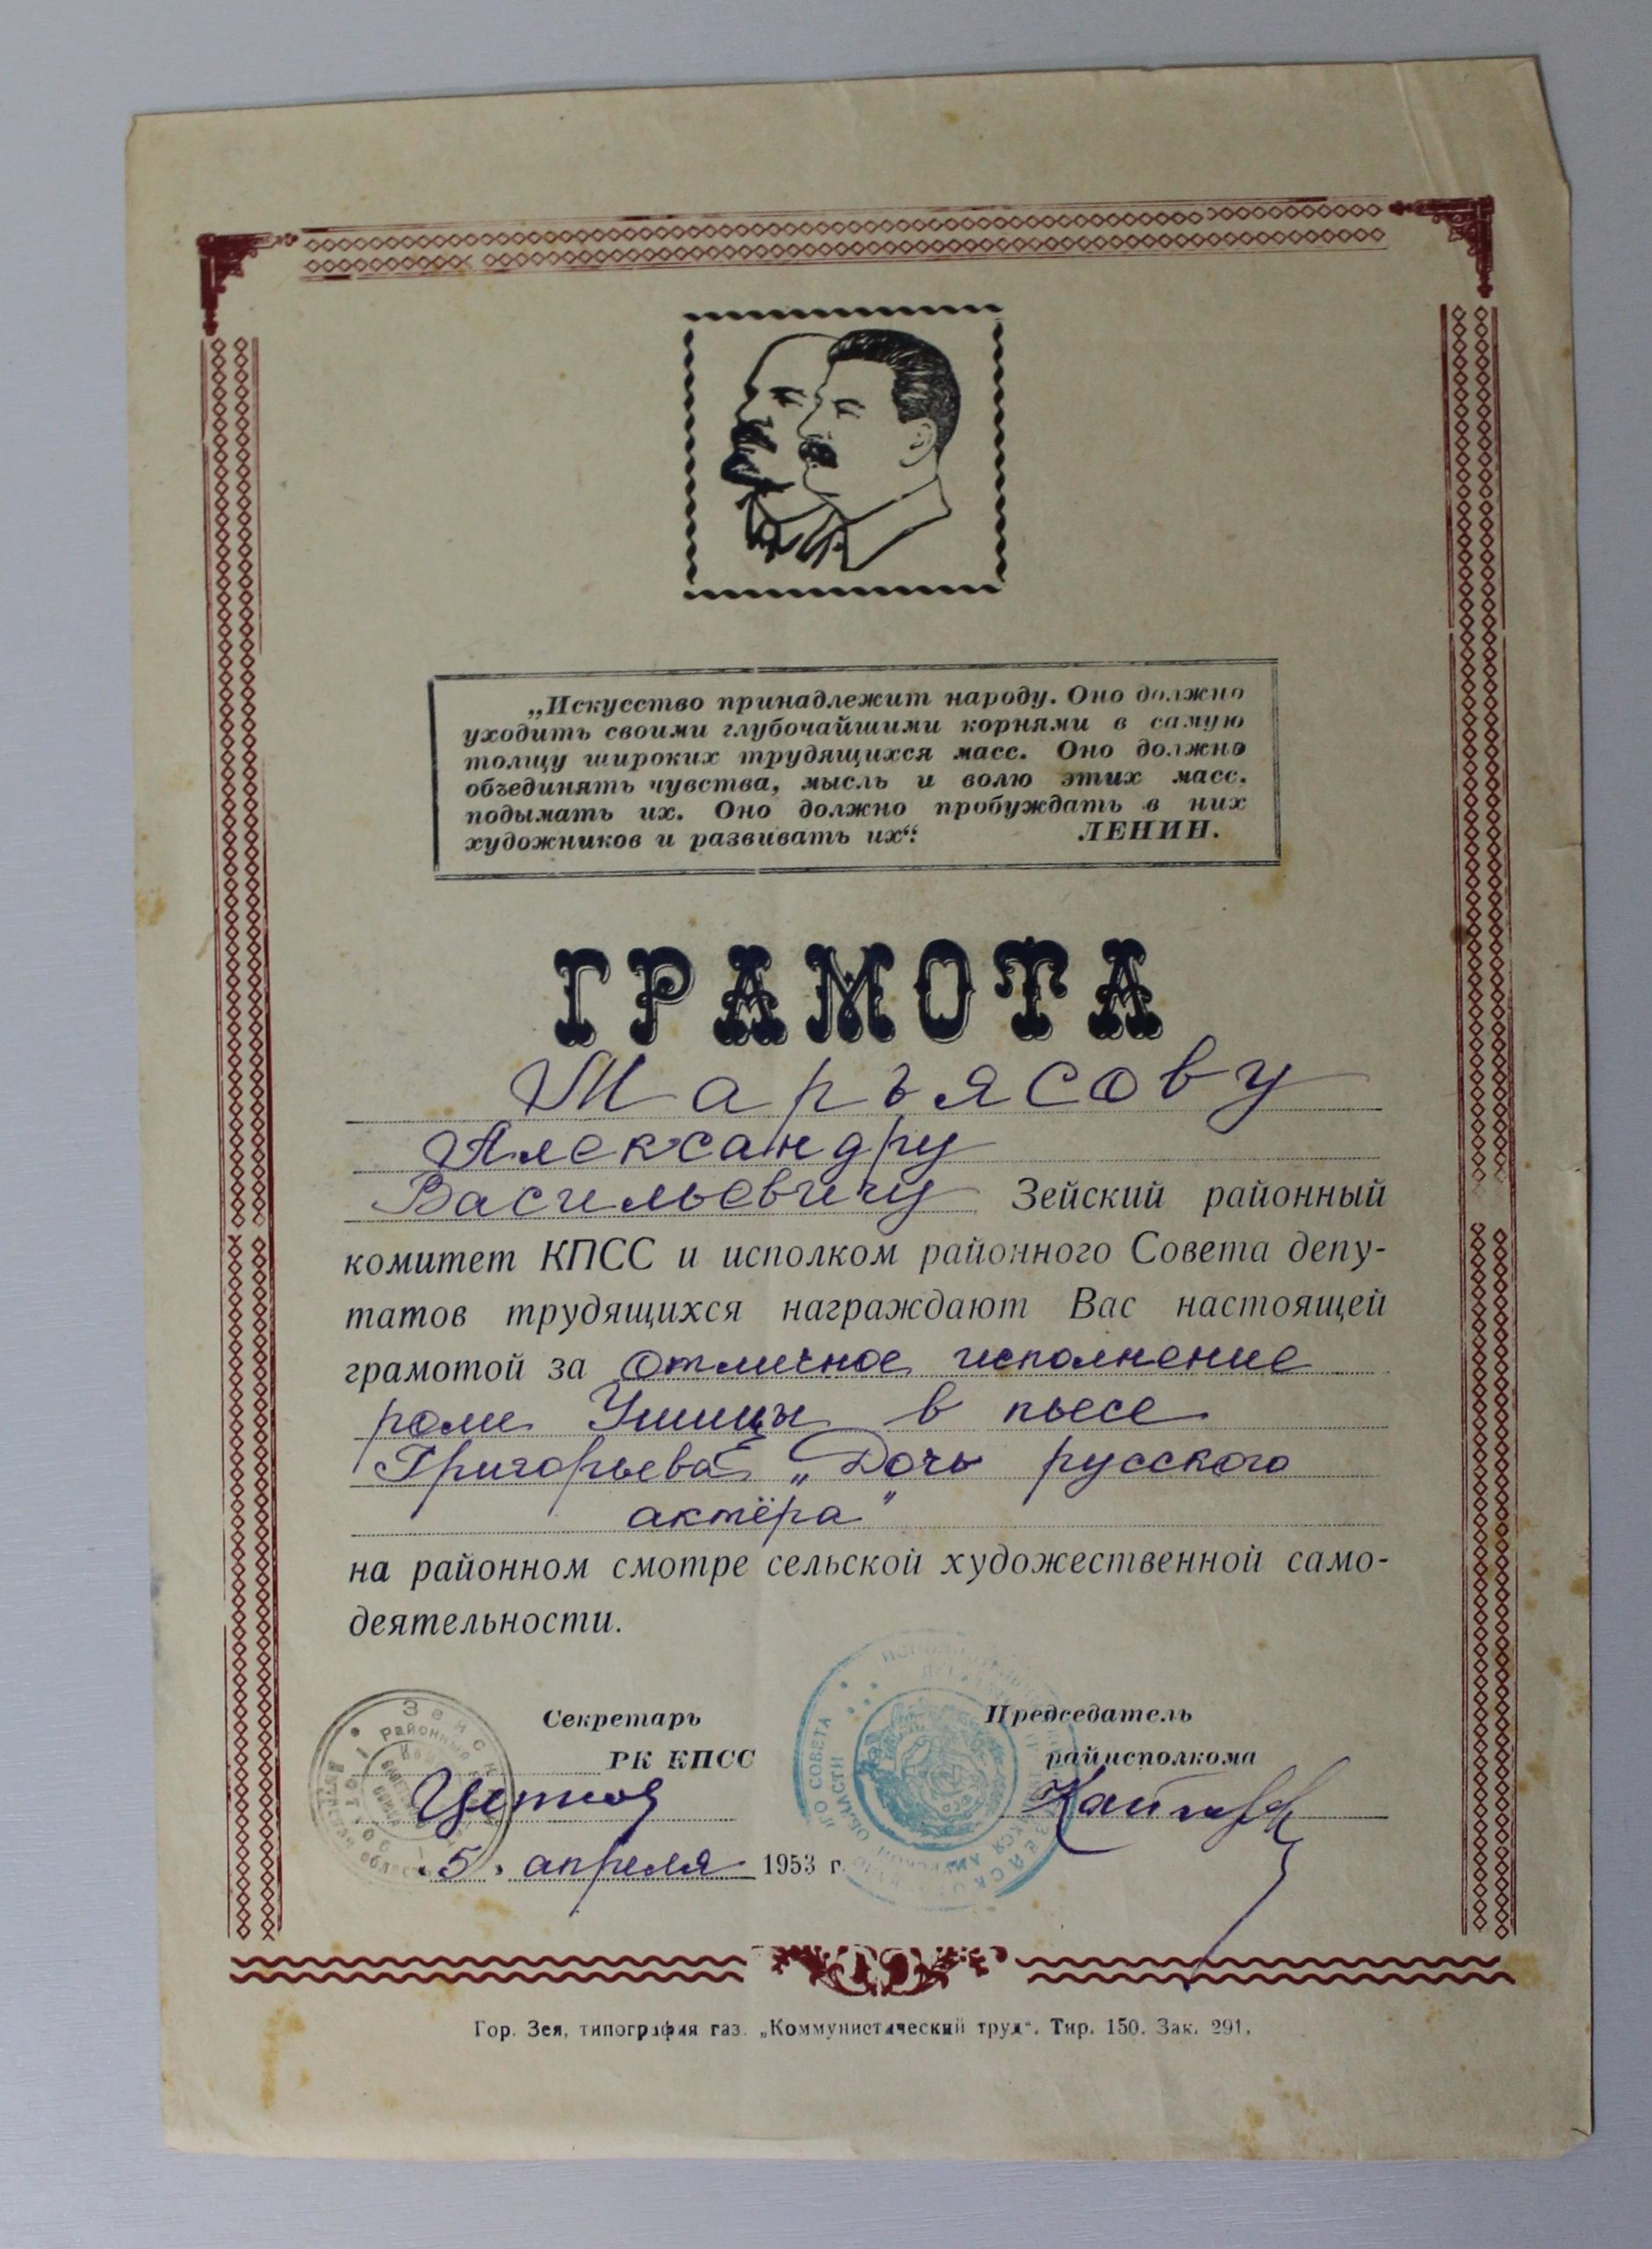 „Искусство принадлежит народу. Оно должно
уходить своими глубочайшими корнями в самую
толщу широких трудящихся масс. Оно должно
объединять чувства, мысль и волю этих масс,
подымать их. Оно должно пробуждать в них
художников и развивать их“. ЛЕНИН.
ГРАМОТА
Марьясову
Александру
Васильевичу Зейский районный
комитет КПСС и исполком районного Совета депу-
татов трудящихся награждают Вас настоящей
грамотой за отличное исполнение
роли Ушицы в пьесе
Григорьева „Дочь русского
актёра"
на районном смотре сельской художественной само-
деятельности.
Секретарь
РК КПСС
Председатель
райисполкома
„5" апреля 1953 г.
Гор. Зея, типография газ. „Коммунистический труд“. Тир. 150. Зак. 291.